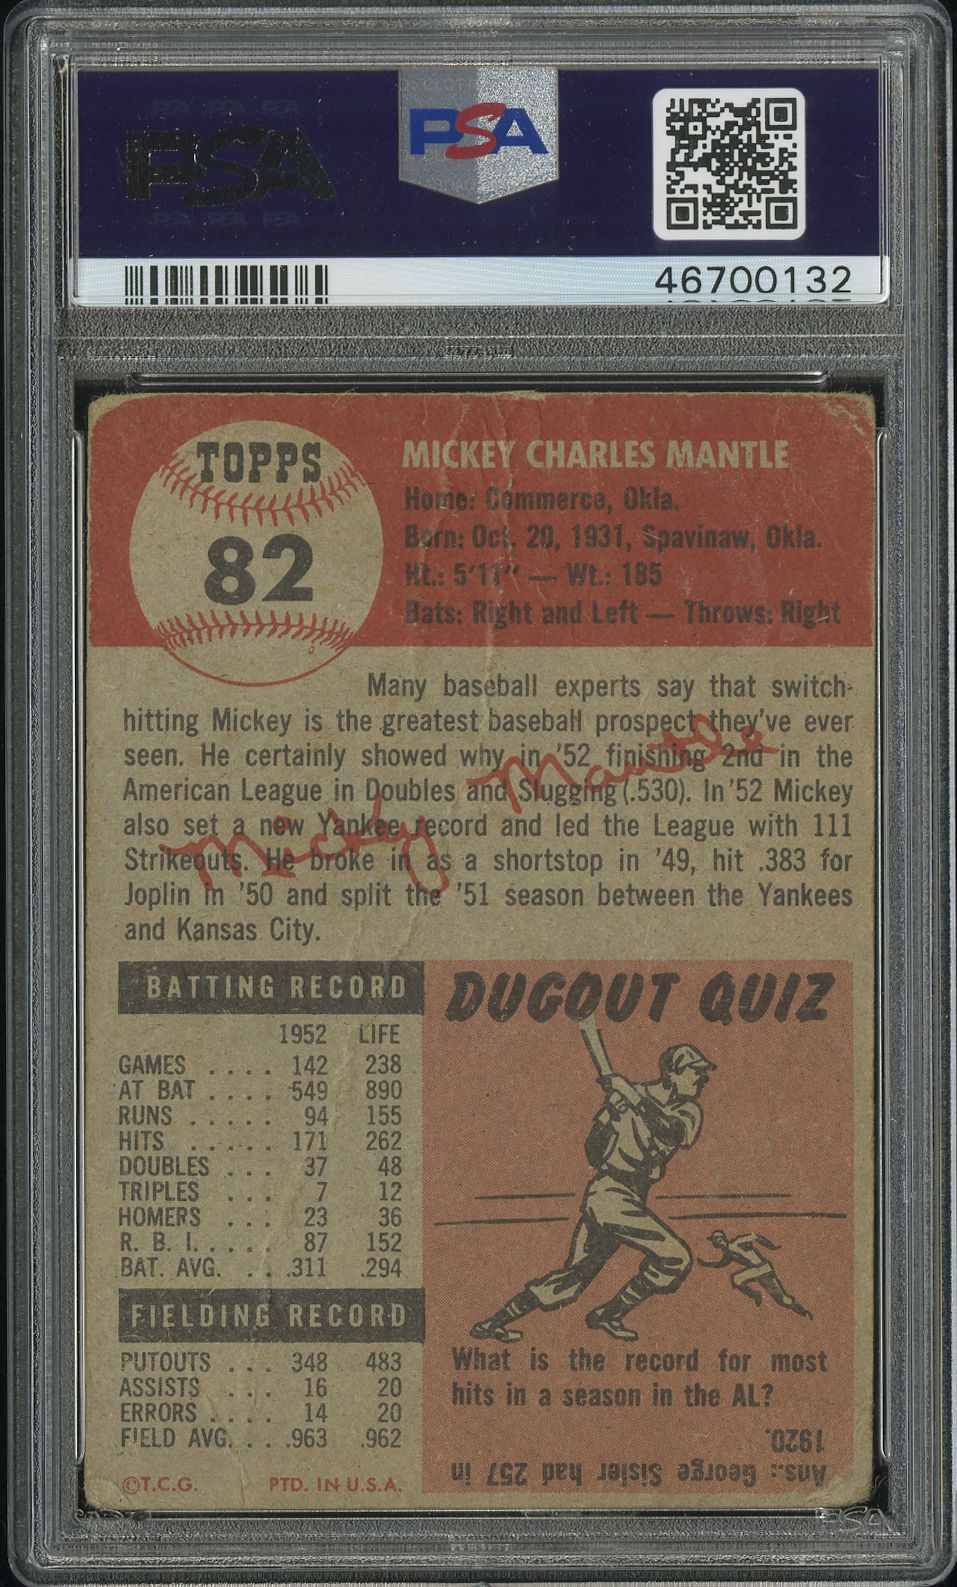 PSA PSA PSA
PSA
PSA
PSA PSA PSA
46700132
TOPPS
82
MICKEY CHARLES MANTLE
Home: Commerce, Okla.
Born: Oct. 20, 1931, Spavinaw, Okla.
Ht.: 5'11" — Wt.: 185
Bats: Right and Left — Throws: Right
Many baseball experts say that switch-
hitting Mickey is the greatest baseball prospect they've ever
seen. He certainly showed why in '52 finishing 2nd in the
American League in Doubles and Slugging (.530). In '52 Mickey
also set a new Yankee record and led the League with 111
Strikeouts. He broke in as a shortstop in '49, hit .383 for
Joplin in '50 and split the '51 season between the Yankees
and Kansas City.
Mickey Mantle
BATTING RECORD
1952 LIFE
GAMES .... 142 238
AT BAT .... 549 890
RUNS ..... 94 155
HITS ...... 171 262
DOUBLES ... 37 48
TRIPLES ... 7 12
HOMERS ... 23 36
R. B. I. .... 87 152
BAT. AVG. ... .311 .294
FIELDING RECORD
PUTOUTS ... 348 483
ASSISTS ... 16 20
ERRORS .... 14 20
FIELD AVG. ... .963 .962
©T.C.G. PTD. IN U.S.A.
DUGOUT QUIZ
What is the record for most
hits in a season in the AL?
Ans.: George Sisler had 257 in
1920.
PSA